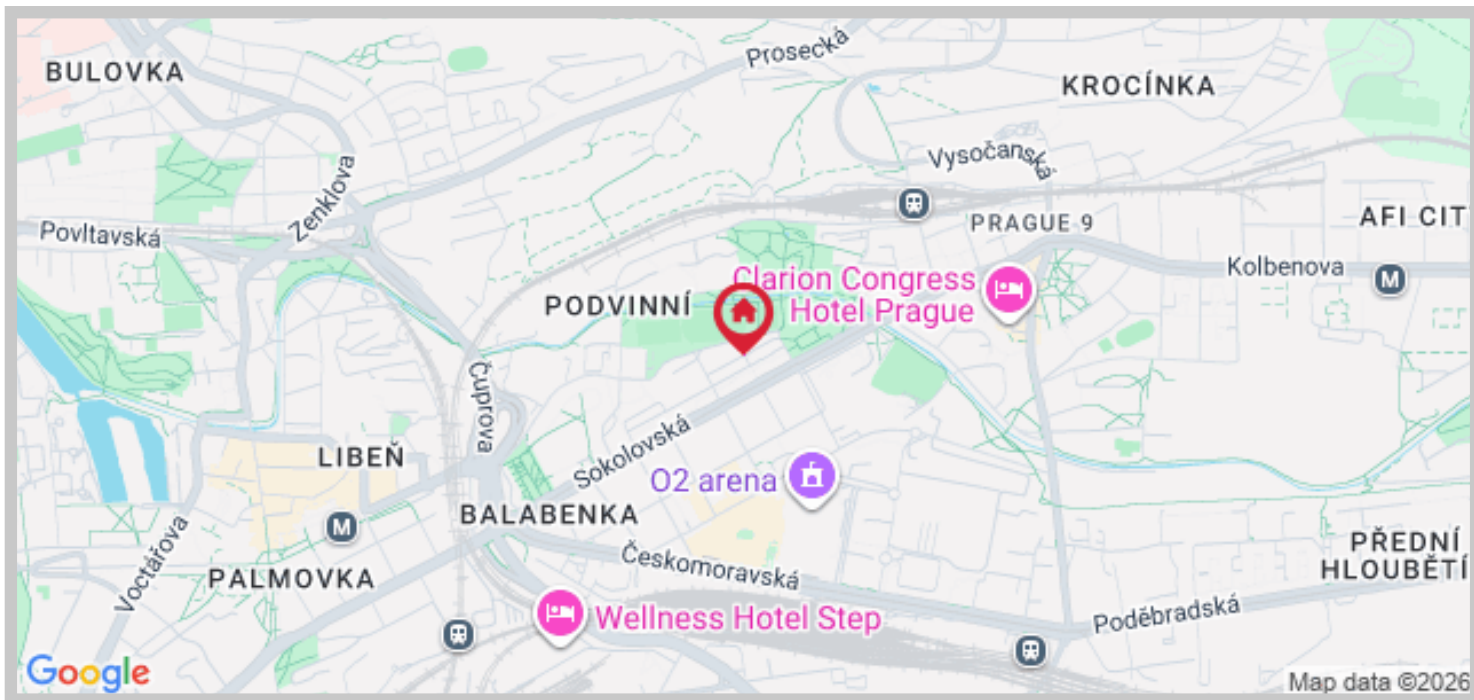 BULOVKA
Prosecká
KROCÍNKA
Zenklova
Vysočanská
Povltavská
PRAGUE 9
AFI CIT
Kolbenova
M
PODVINNÍ
Clarion Congress
Hotel Prague
Čuprova
LIBEŇ
Sokolovská
O2 arena
BALABENKA
M
Voctářova
PALMOVKA
Českomoravská
PŘEDNÍ
HLOUBĚTÍ
Wellness Hotel Step
Poděbradská
Google
Map data ©2026